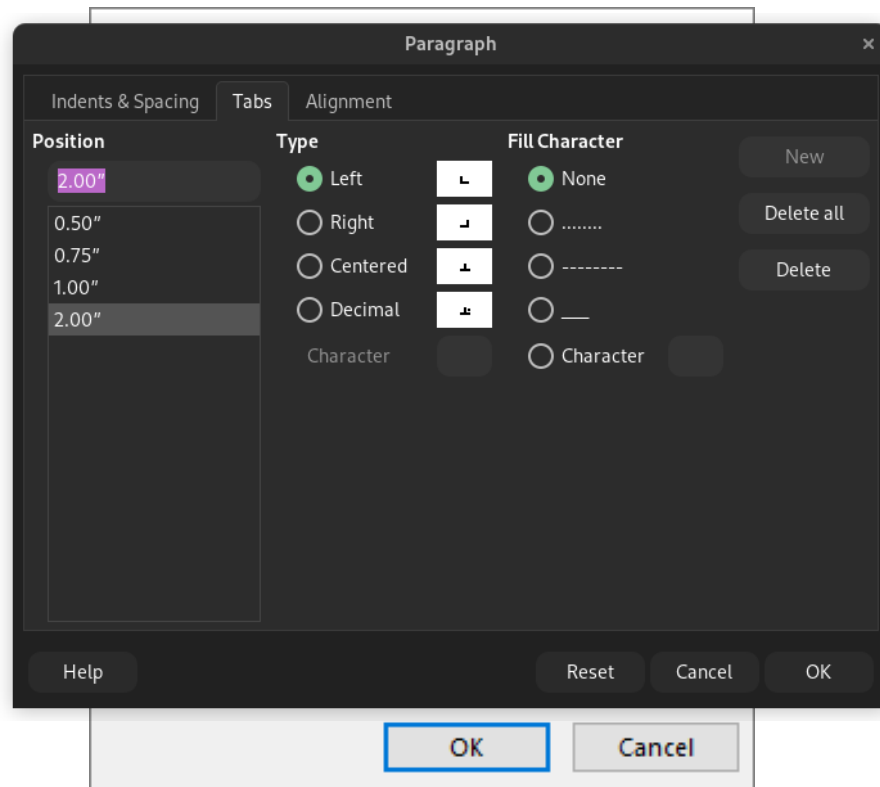 Paragraph
×
Indents & Spacing Tabs Alignment
Position Type Fill Character
New
2.00″ Left None
0.50″ Right ........ Delete all
0.75″
1.00″ Centered -------- Delete
2.00″ Decimal ___
Character Character
Help Reset Cancel OK
OK Cancel